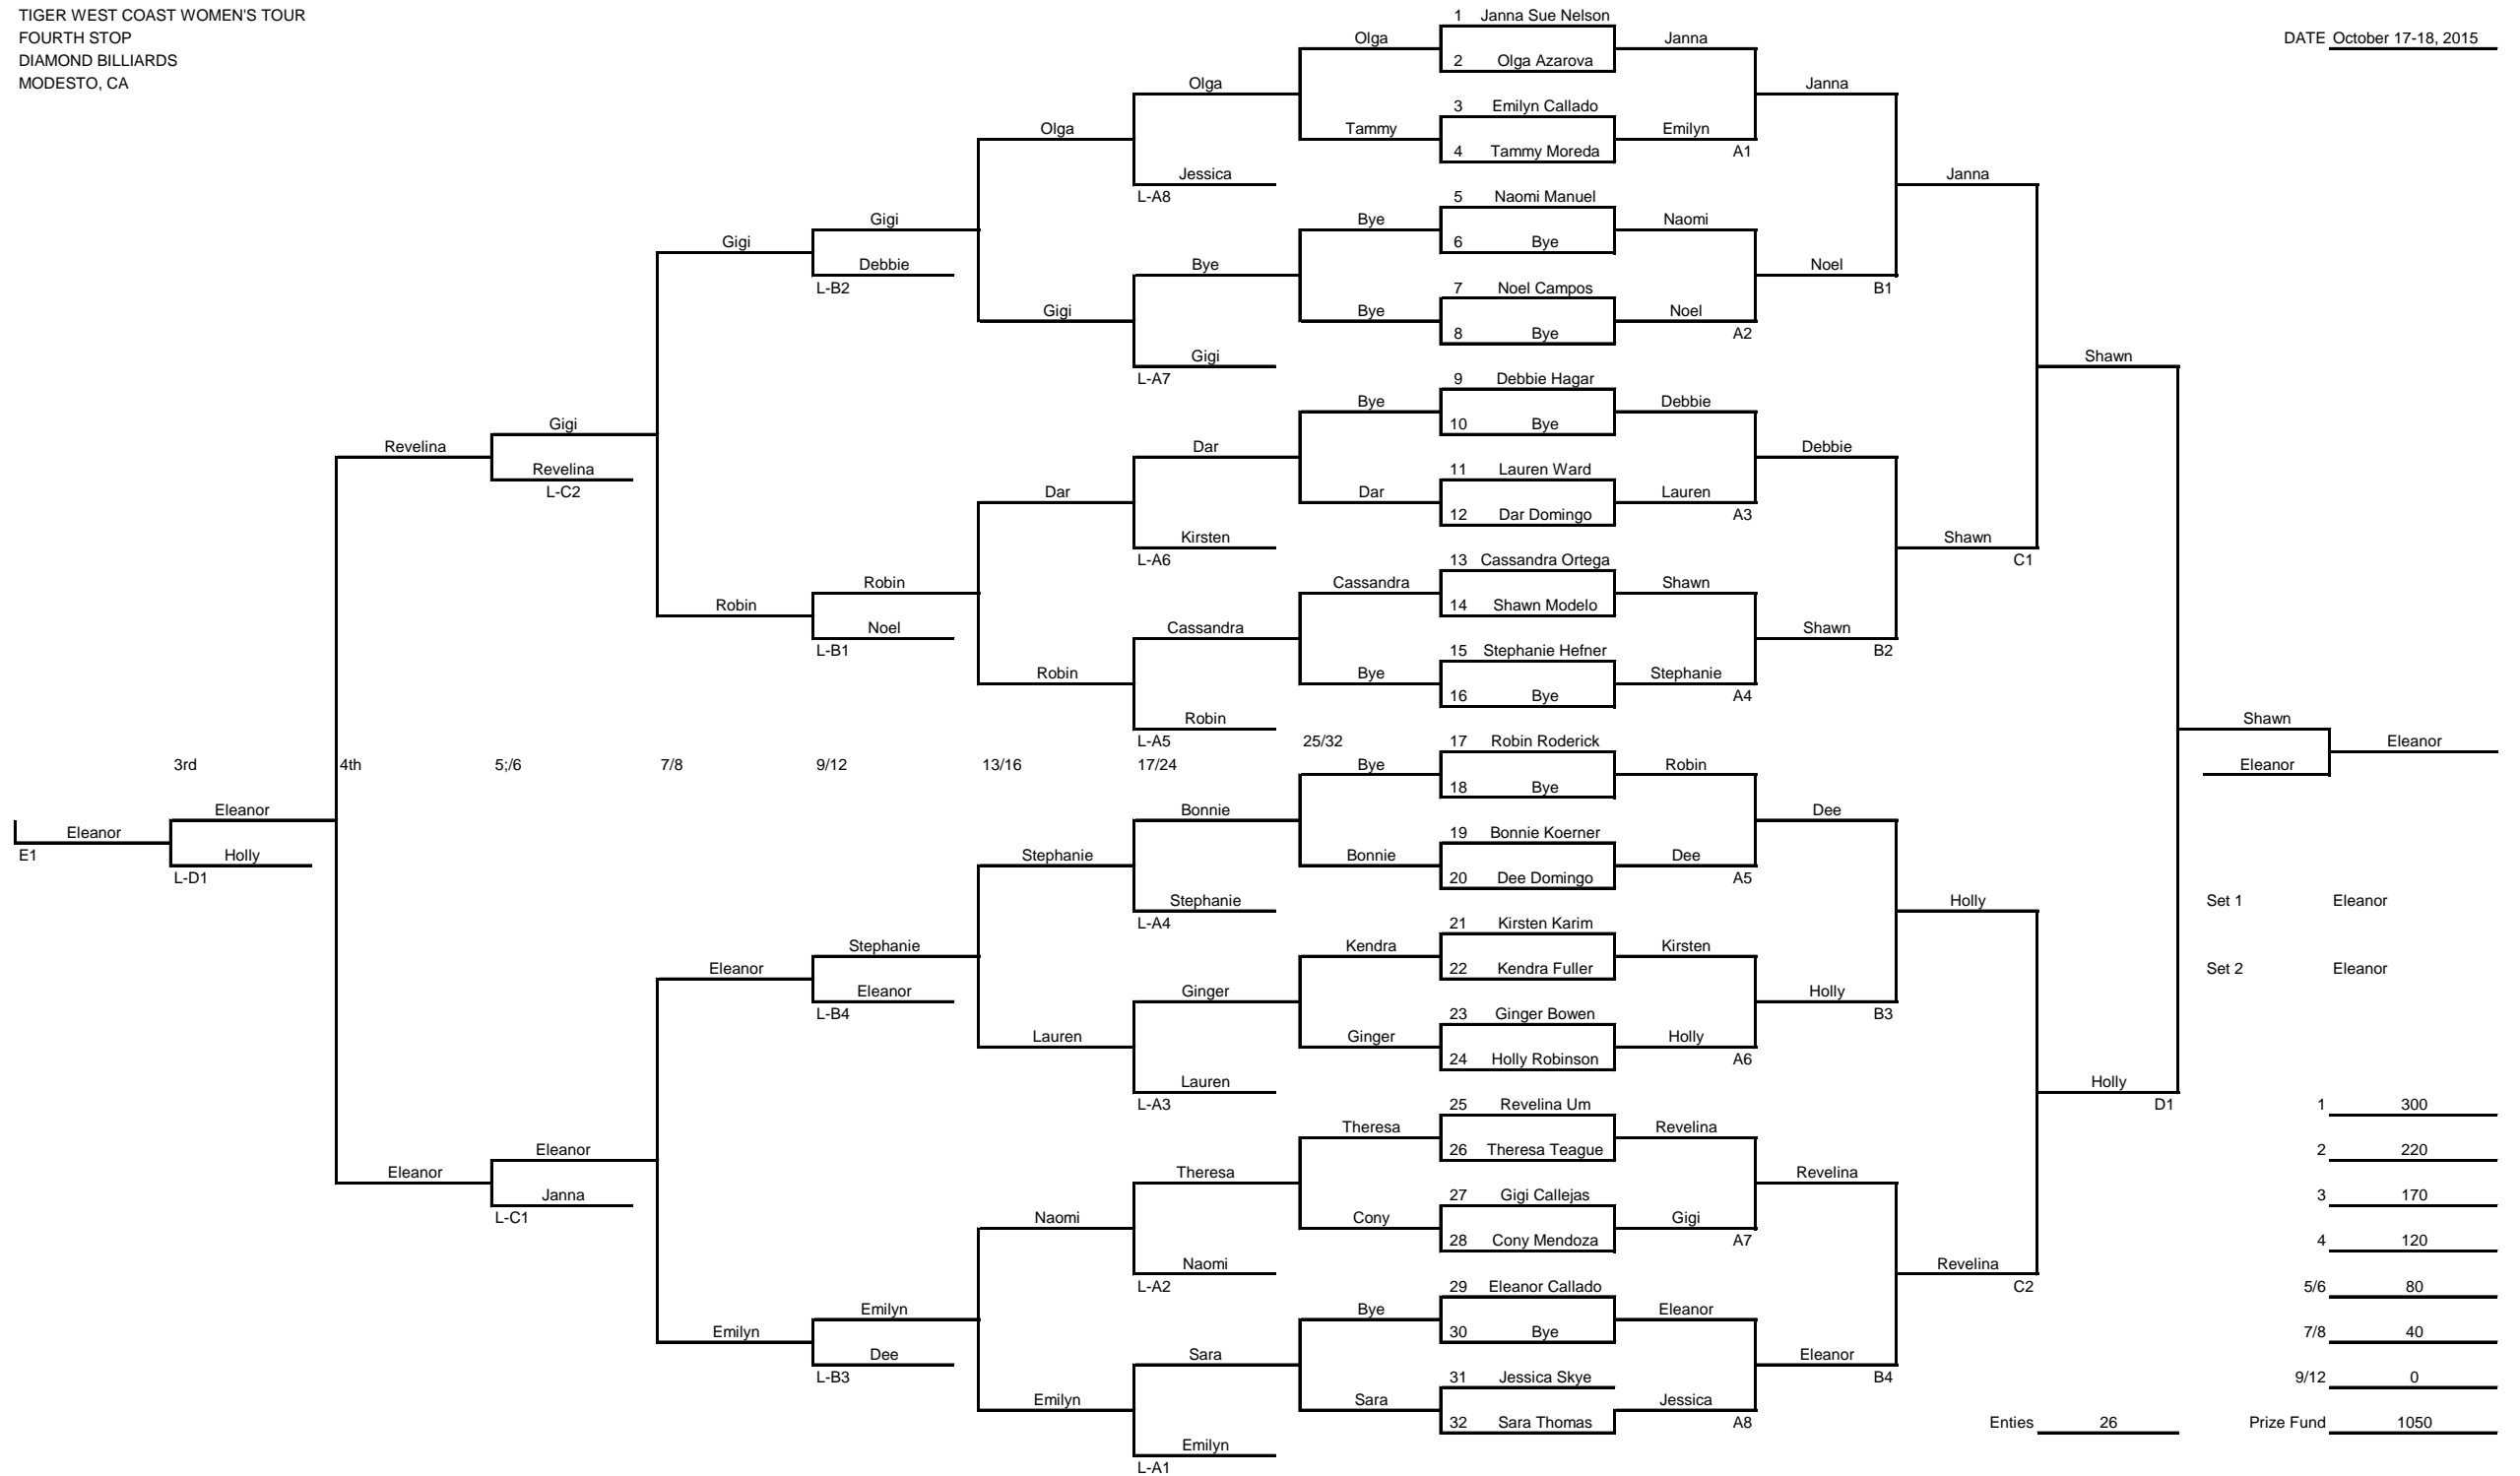 TIGER WEST COAST WOMEN'S TOUR
FOURTH STOP
DIAMOND BILLIARDS
MODESTO, CA
DATE October 17-18, 2015
1 Janna Sue Nelson
Olga Janna
2 Olga Azarova
Olga Janna
3 Emilyn Callado
Olga Tammy Emilyn
4 Tammy Moreda A1
Jessica Janna
L-A8 5 Naomi Manuel
Gigi Bye Naomi
Gigi 6 Bye
Debbie Bye Noel
L-B2 7 Noel Campos B1
Gigi Bye Noel
8 Bye A2
Gigi Shawn
L-A7 9 Debbie Hagar
Bye Debbie
Gigi 10 Bye
Revelina Dar Debbie
Revelina 11 Lauren Ward
L-C2 Dar Dar Lauren
12 Dar Domingo A3
Kirsten Shawn
L-A6 13 Cassandra Ortega C1
Robin Cassandra Shawn
Robin 14 Shawn Modelo
Noel Cassandra Shawn
L-B1 15 Stephanie Hefner B2
Robin Bye Stephanie
16 Bye A4
Robin Shawn
L-A5 25/32 17 Robin Roderick Eleanor
3rd 4th 5;/6 7/8 9/12 13/16 17/24 Bye Robin Eleanor
18 Bye
Eleanor Bonnie Dee
Eleanor 19 Bonnie Koerner
E1 Holly Stephanie Bonnie Dee
L-D1 20 Dee Domingo A5
Stephanie Holly Set 1 Eleanor
L-A4 21 Kirsten Karim
Stephanie Kendra Kirsten
Eleanor 22 Kendra Fuller Set 2 Eleanor
Eleanor Ginger Holly
L-B4 23 Ginger Bowen B3
Lauren Ginger Holly
24 Holly Robinson A6
Lauren Holly
L-A3 25 Revelina Um D1 1 300
Theresa Revelina
Eleanor 26 Theresa Teague 2 220
Eleanor Theresa Revelina
Janna 27 Gigi Callejas 3 170
L-C1 Naomi Cony Gigi
28 Cony Mendoza A7 4 120
Naomi Revelina
L-A2 29 Eleanor Callado C2 5/6 80
Emilyn Bye Eleanor
Emilyn 30 Bye 7/8 40
Dee Sara Eleanor
L-B3 31 Jessica Skye B4 9/12 0
Emilyn Sara Jessica
32 Sara Thomas A8 Enties 26 Prize Fund 1050
Emilyn
L-A1